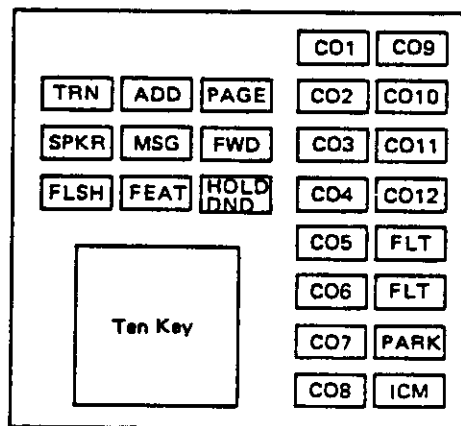 CO1 CO9
TRN ADD PAGE CO2 CO10
SPKR MSG FWD CO3 CO11
FLSH FEAT HOLD DND CO4 CO12
CO5 FLT
Ten Key CO6 FLT
CO7 PARK
CO8 ICM